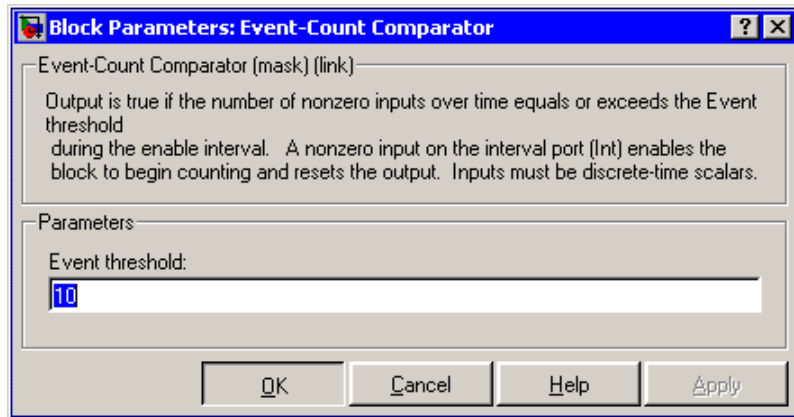 Block Parameters: Event-Count Comparator
Event-Count Comparator (mask) (link)
Output is true if the number of nonzero inputs over time equals or exceeds the Event
threshold
during the enable interval.   A nonzero input on the interval port (Int) enables the
block to begin counting and resets the output.  Inputs must be discrete-time scalars.
Parameters
Event threshold:
10
OK Cancel Help Apply